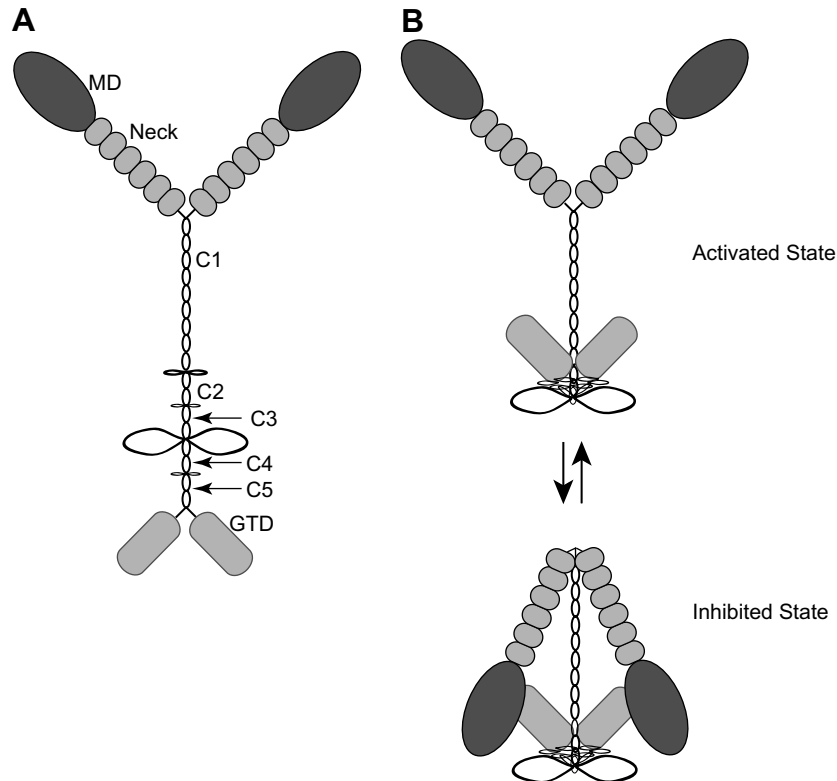 A
MD
Neck
C1
C2
C3
C4
C5
GTD
B
Activated State
Inhibited State